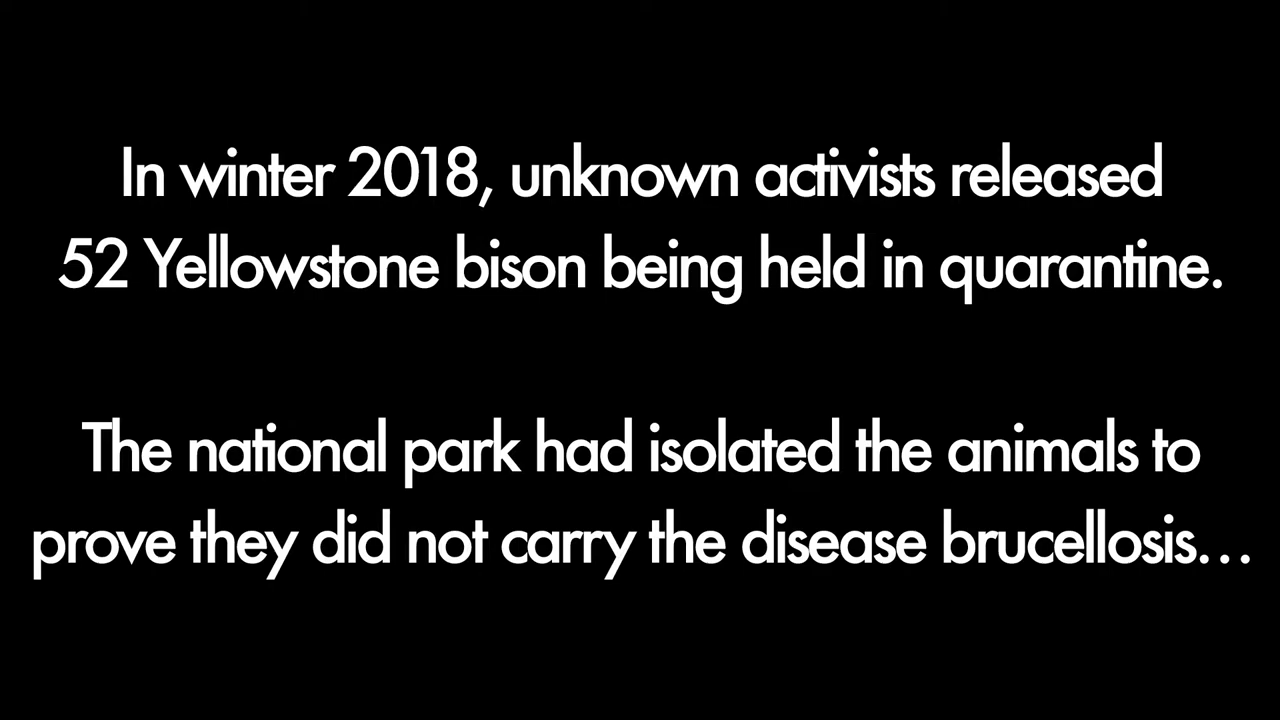 In winter 2018, unknown activists released
52 Yellowstone bison being held in quarantine.
The national park had isolated the animals to
prove they did not carry the disease brucellosis…